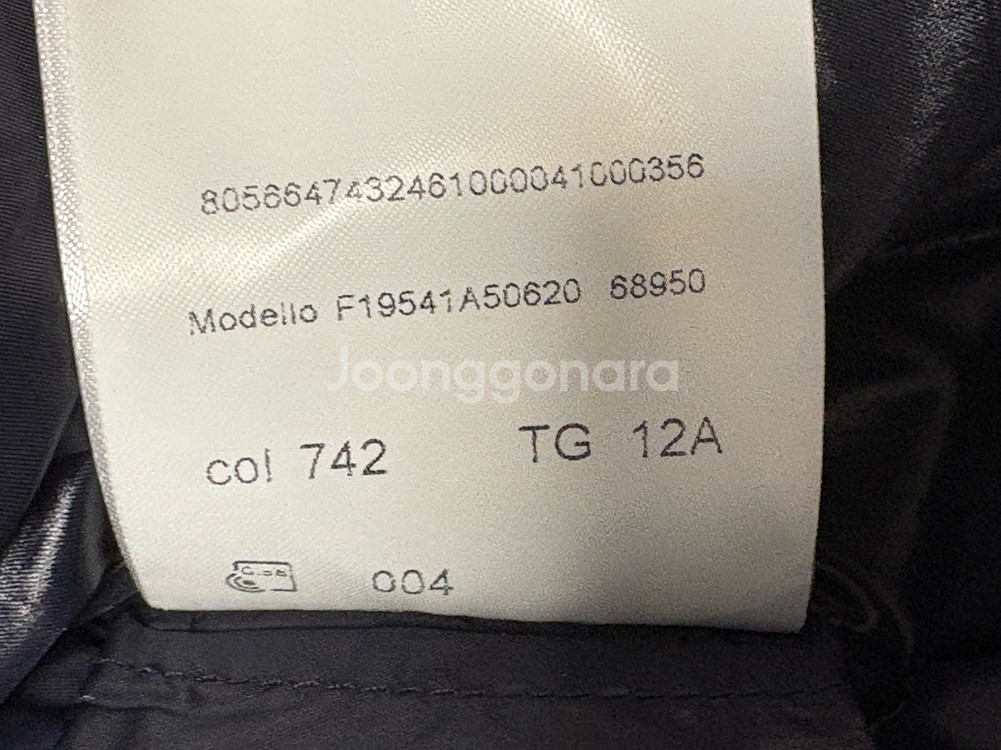 8056647432461000041000356
Modello F19541A50620 68950
Joonggonara
col 742 TG 12A
004